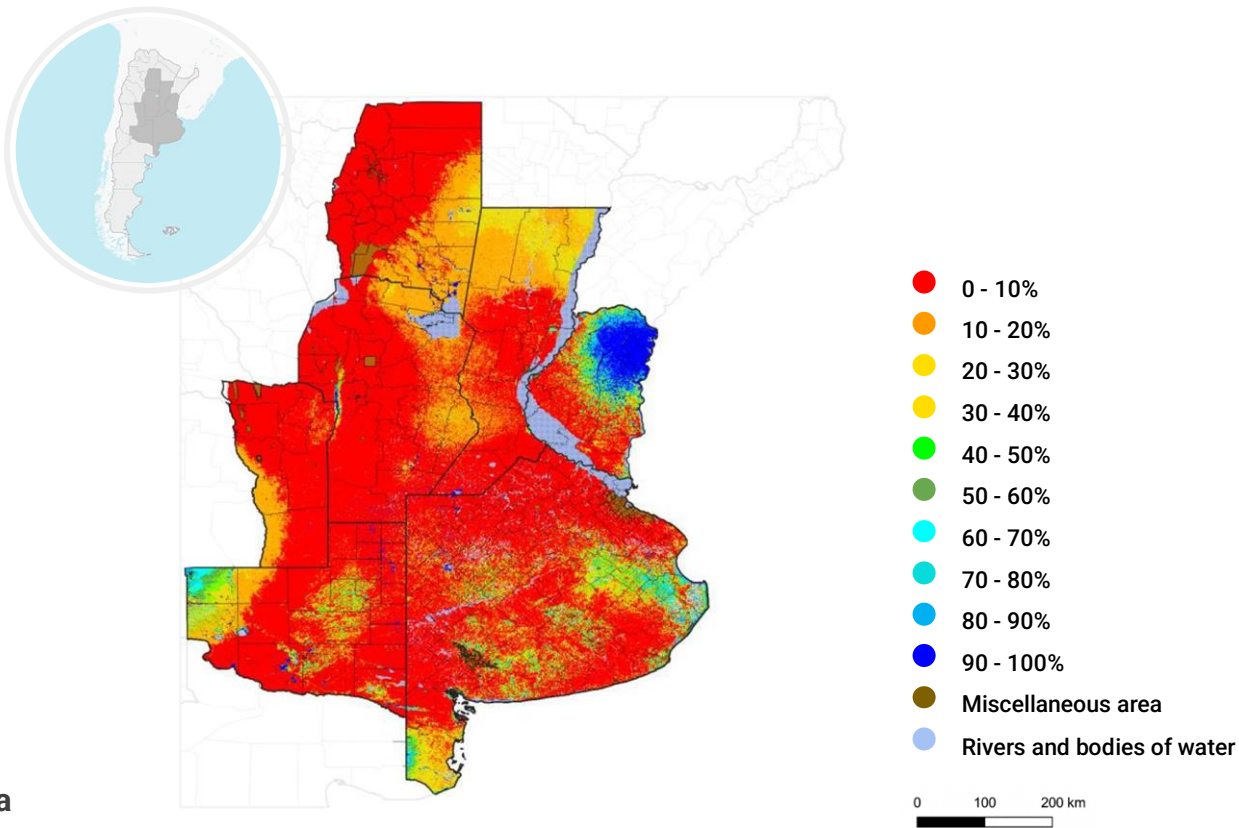 0 - 10%
10 - 20%
20 - 30%
30 - 40%
40 - 50%
50 - 60%
60 - 70%
70 - 80%
80 - 90%
90 - 100%
Miscellaneous area
Rivers and bodies of water
0 100 200 km
a